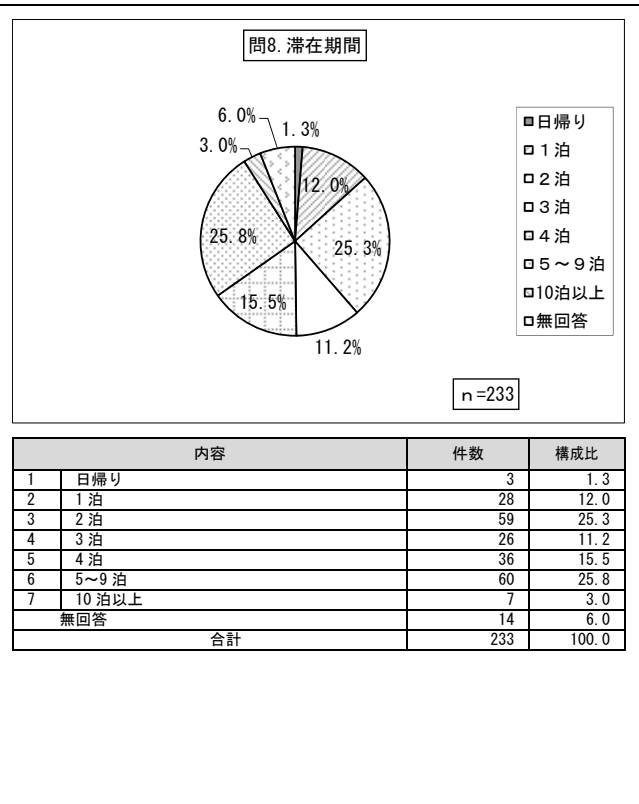 問8.滞在期間
6.0%
1.3%
3.0%
12.0%
25.8%
25.3%
15.5%
11.2%
日帰り
１泊
２泊
３泊
４泊
５～９泊
10泊以上
無回答
ｎ=233
内容 件数 構成比
1 日帰り 3 1.3
2 1泊 28 12.0
3 2泊 59 25.3
4 3泊 26 11.2
5 4泊 36 15.5
6 5～9泊 60 25.8
7 10泊以上 7 3.0
無回答 14 6.0
合計 233 100.0